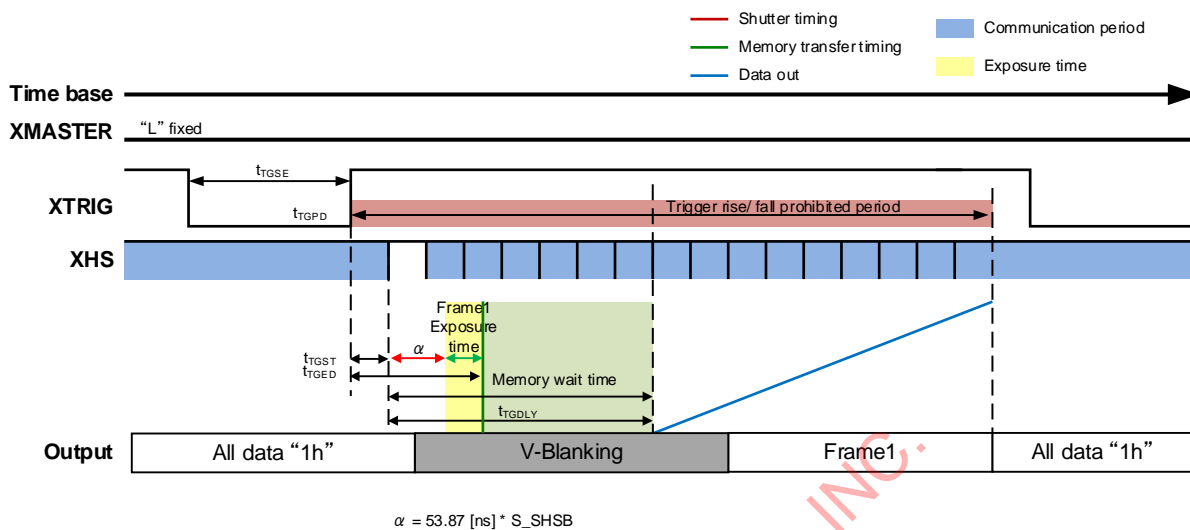 Shutter timing
Memory transfer timing
Data out
Communication period
Exposure time
Time base
XMASTER
“L” fixed
XTRIG
tTGSE
tTGPD
Trigger rise/ fall prohibited period
XHS
Frame1
Exposure
time
α
tTGST
tTGED
Memory wait time
tTGDLY
Output
All data “1h”
V-Blanking
Frame1
All data “1h”
INC.
α = 53.87 [ns] * S_SHSB